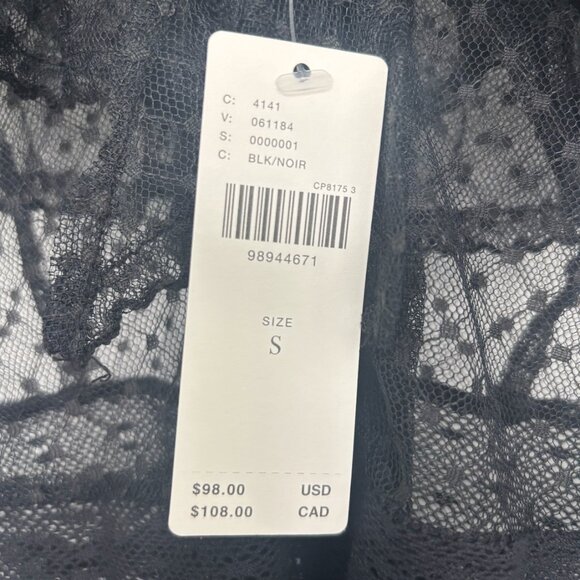 C: 4141
V: 061184
S: 0000001
C: BLK/NOIR
CP8175 3
98944671
SIZE
S
$98.00 USD
$108.00 CAD